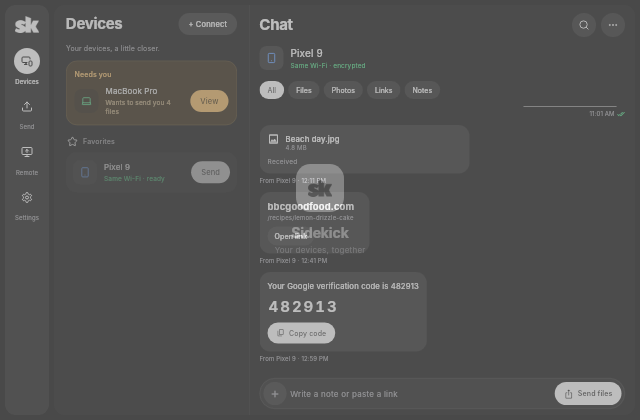 sk
Devices
Send
Remote
Settings
Devices
+ Connect
Your devices, a little closer.
Needs you
MacBook Pro
Wants to send you 4
files
View
Favorites
Pixel 9
Same Wi-Fi · ready
Send
Chat
Pixel 9
Same Wi-Fi · encrypted
All
Files
Photos
Links
Notes
11:01 AM
Beach day.jpg
4.8 MB
Received
From Pixel 9 · 12:11 PM
sk
bbcgoodfood.com
/recipes/lemon-drizzle-cake
Open link
Sidekick
Your devices, together
From Pixel 9 · 12:41 PM
Your Google verification code is 482913
482913
Copy code
From Pixel 9 · 12:59 PM
Write a note or paste a link
Send files